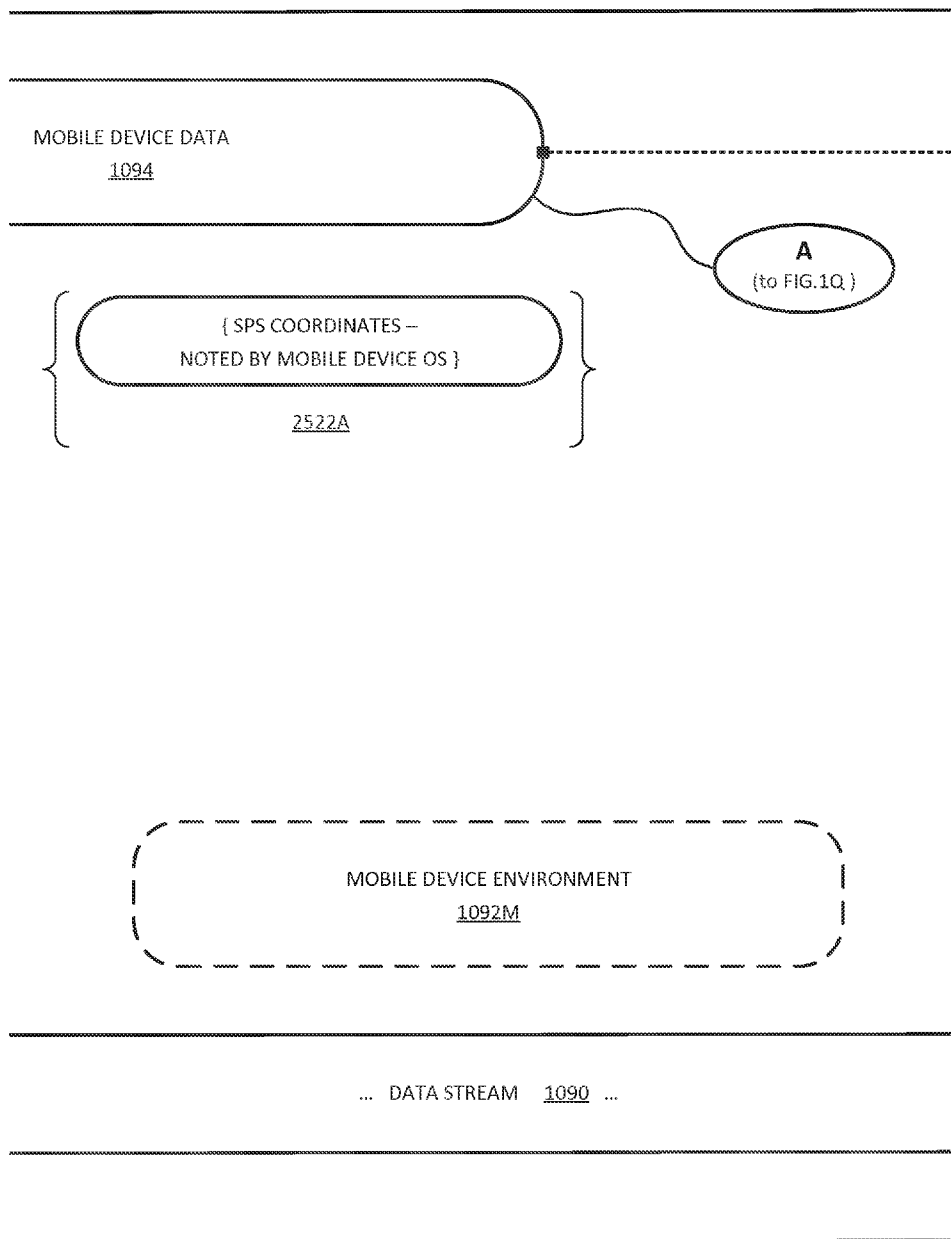 MOBILE DEVICE DATA
1094
A
(to FIG.1Q )
{ SPS COORDINATES –
NOTED BY MOBILE DEVICE OS }
2522A
MOBILE DEVICE ENVIRONMENT
1092M
... DATA STREAM 1090 ...